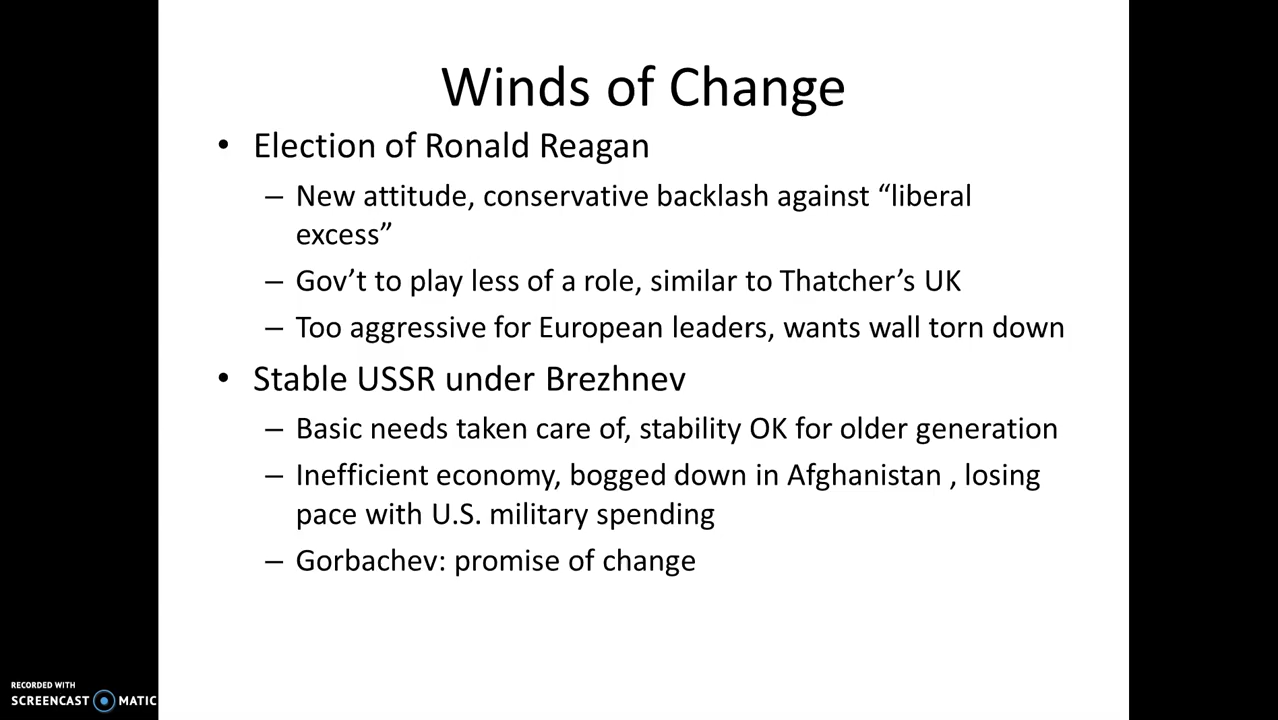 Winds of Change
• Election of Ronald Reagan
– New attitude, conservative backlash against “liberal
excess”
– Gov’t to play less of a role, similar to Thatcher’s UK
– Too aggressive for European leaders, wants wall torn down
• Stable USSR under Brezhnev
– Basic needs taken care of, stability OK for older generation
– Inefficient economy, bogged down in Afghanistan , losing
pace with U.S. military spending
– Gorbachev: promise of change
RECORDED WITH
SCREENCAST MATIC